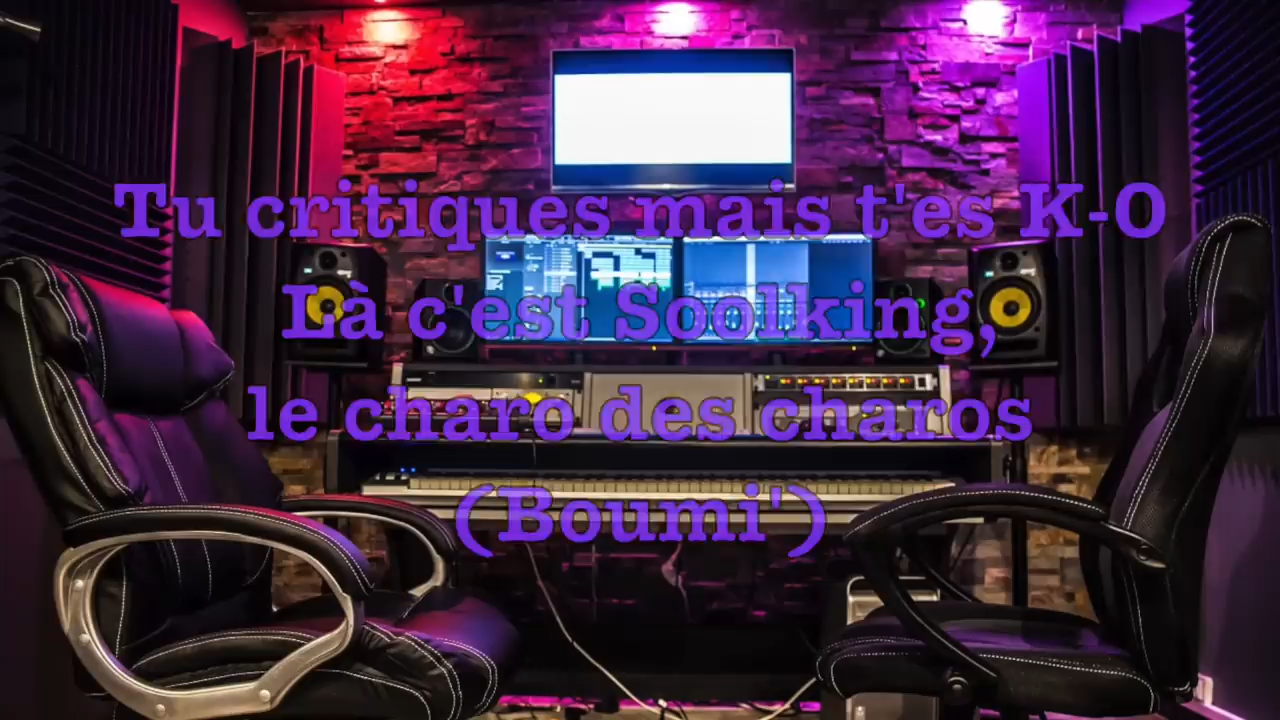 Tu critiques mais t'es K-O
Là c'est Soolking,
le charo des charos
(Boumi')